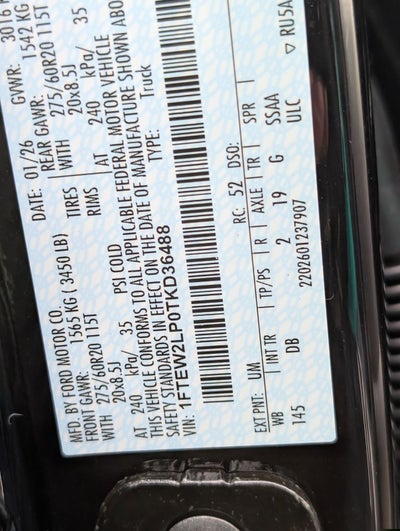 MFD. BY FORD MOTOR CO.
DATE: 01/26
GVWR: 3016 K
FRONT GAWR: 1565 KG ( 3450 LB)
REAR GAWR: 1542 KG
WITH 275/60R20 115T TIRES WITH 275/60R20 115T
20x8.5J RIMS 20x8.5J
AT 240 kPa/ 35 PSI COLD AT 240 kPa/ 35
THIS VEHICLE CONFORMS TO ALL APPLICABLE FEDERAL MOTOR VEHICLE
SAFETY STANDARDS IN EFFECT ON THE DATE OF MANUFACTURE SHOWN ABO
VIN: 1FTEW2LP0TKD36488 TYPE: Truck
EXT PNT: UM RC: 52 DSO:
WB INT TR TP/PS R AXLE TR SPR
145 DB 2 19 G SSAA
2202601237907 ULC ▽ RU5A